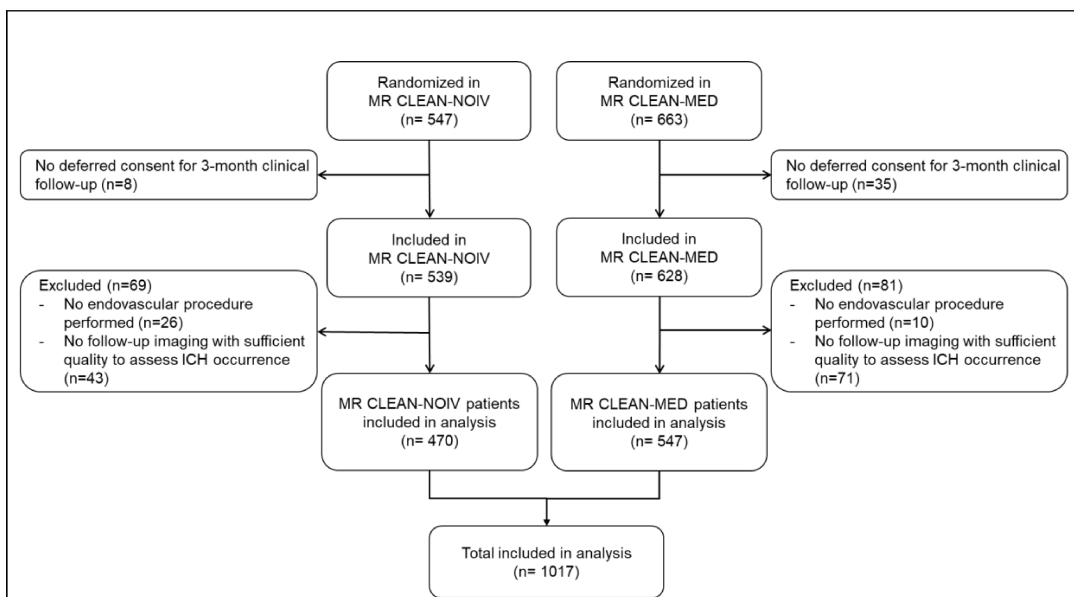 Randomized in
MR CLEAN-NOIV
(n= 547)
Randomized in
MR CLEAN-MED
(n= 663)
No deferred consent for 3-month clinical
follow-up (n=8)
No deferred consent for 3-month clinical
follow-up (n=35)
Included in
MR CLEAN-NOIV
(n= 539)
Included in
MR CLEAN-MED
(n= 628)
Excluded (n=69)
- No endovascular procedure
performed (n=26)
- No follow-up imaging with sufficient
quality to assess ICH occurrence
(n=43)
Excluded (n=81)
- No endovascular procedure
performed (n=10)
- No follow-up imaging with sufficient
quality to assess ICH occurrence
(n=71)
MR CLEAN-NOIV patients
included in analysis
(n= 470)
MR CLEAN-MED patients
included in analysis
(n= 547)
Total included in analysis
(n= 1017)